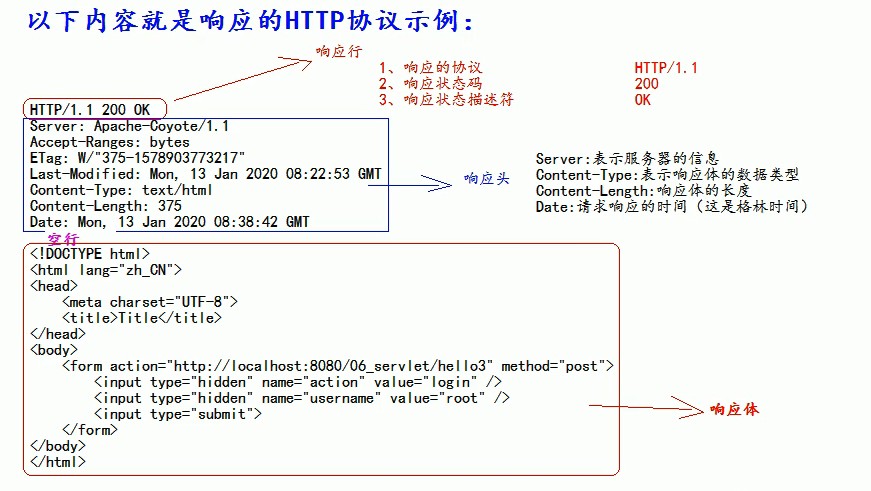 以下内容就是响应的HTTP协议示例:
响应行
1、响应的协议 HTTP/1.1
2、响应状态码 200
3、响应状态描述符 OK
HTTP/1.1 200 OK
Server: Apache-Coyote/1.1
Accept-Ranges: bytes
ETag: W/"375-1578903773217"
Last-Modified: Mon, 13 Jan 2020 08:22:53 GMT
Content-Type: text/html
Content-Length: 375
Date: Mon, 13 Jan 2020 08:38:42 GMT
响应头
Server:表示服务器的信息
Content-Type:表示响应体的数据类型
Content-Length:响应体的长度
Date:请求响应的时间（这是格林时间）
空行
<!DOCTYPE html>
<html lang="zh_CN">
<head>
    <meta charset="UTF-8">
    <title>Title</title>
</head>
<body>
    <form action="http://localhost:8080/06_servlet/hello3" method="post">
        <input type="hidden" name="action" value="login" />
        <input type="hidden" name="username" value="root" />
        <input type="submit">
    </form>
</body>
</html>
响应体